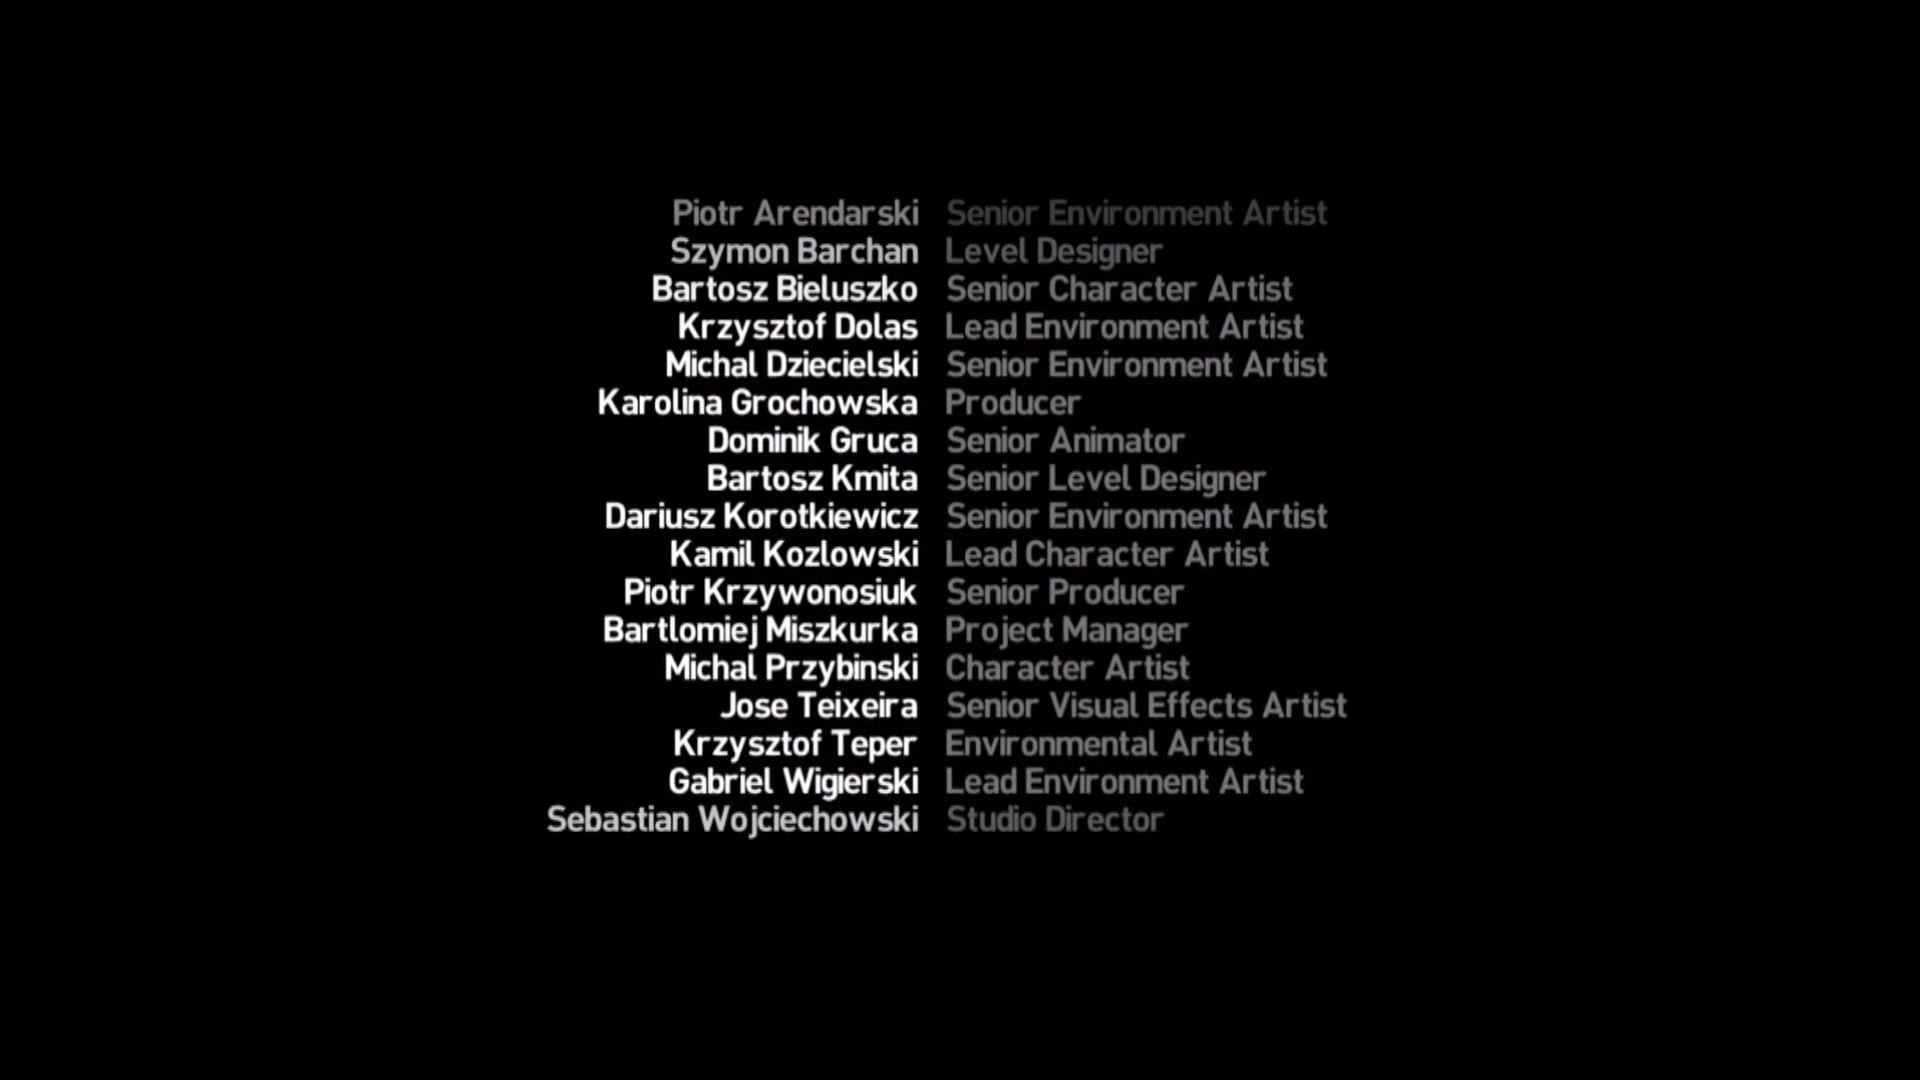 Piotr Arendarski Senior Environment Artist
Szymon Barchan Level Designer
Bartosz Bieluszko Senior Character Artist
Krzysztof Dolas Lead Environment Artist
Michal Dziecielski Senior Environment Artist
Karolina Grochowska Producer
Dominik Gruca Senior Animator
Bartosz Kmita Senior Level Designer
Dariusz Korotkiewicz Senior Environment Artist
Kamil Kozlowski Lead Character Artist
Piotr Krzywonosiuk Senior Producer
Bartlomiej Miszkurka Project Manager
Michal Przybinski Character Artist
Jose Teixeira Senior Visual Effects Artist
Krzysztof Teper Environmental Artist
Gabriel Wigierski Lead Environment Artist
Sebastian Wojciechowski Studio Director